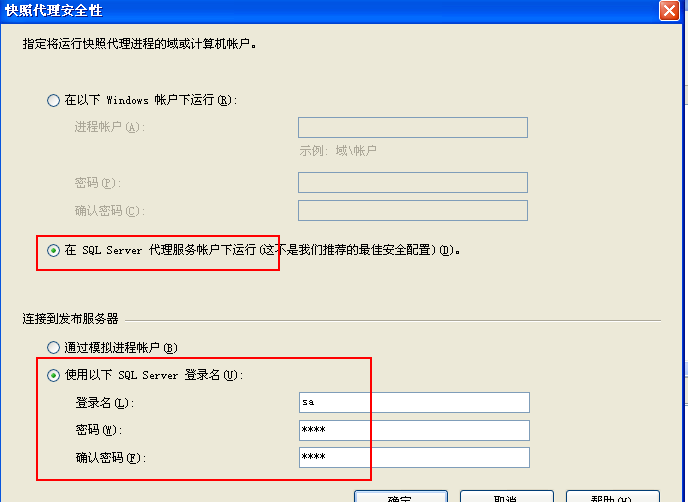 快照代理安全性
指定将运行快照代理进程的域或计算机帐户。
在以下 Windows 帐户下运行(R):
进程帐户(A):
示例: 域\帐户
密码(P):
确认密码(C):
在 SQL Server 代理服务帐户下运行(这不是我们推荐的最佳安全配置)(D)。
连接到发布服务器
通过模拟进程帐户(B)
使用以下 SQL Server 登录名(U):
登录名(L): sa
密码(W): ****
确认密码(F): ****
确定 取消 帮助(H)